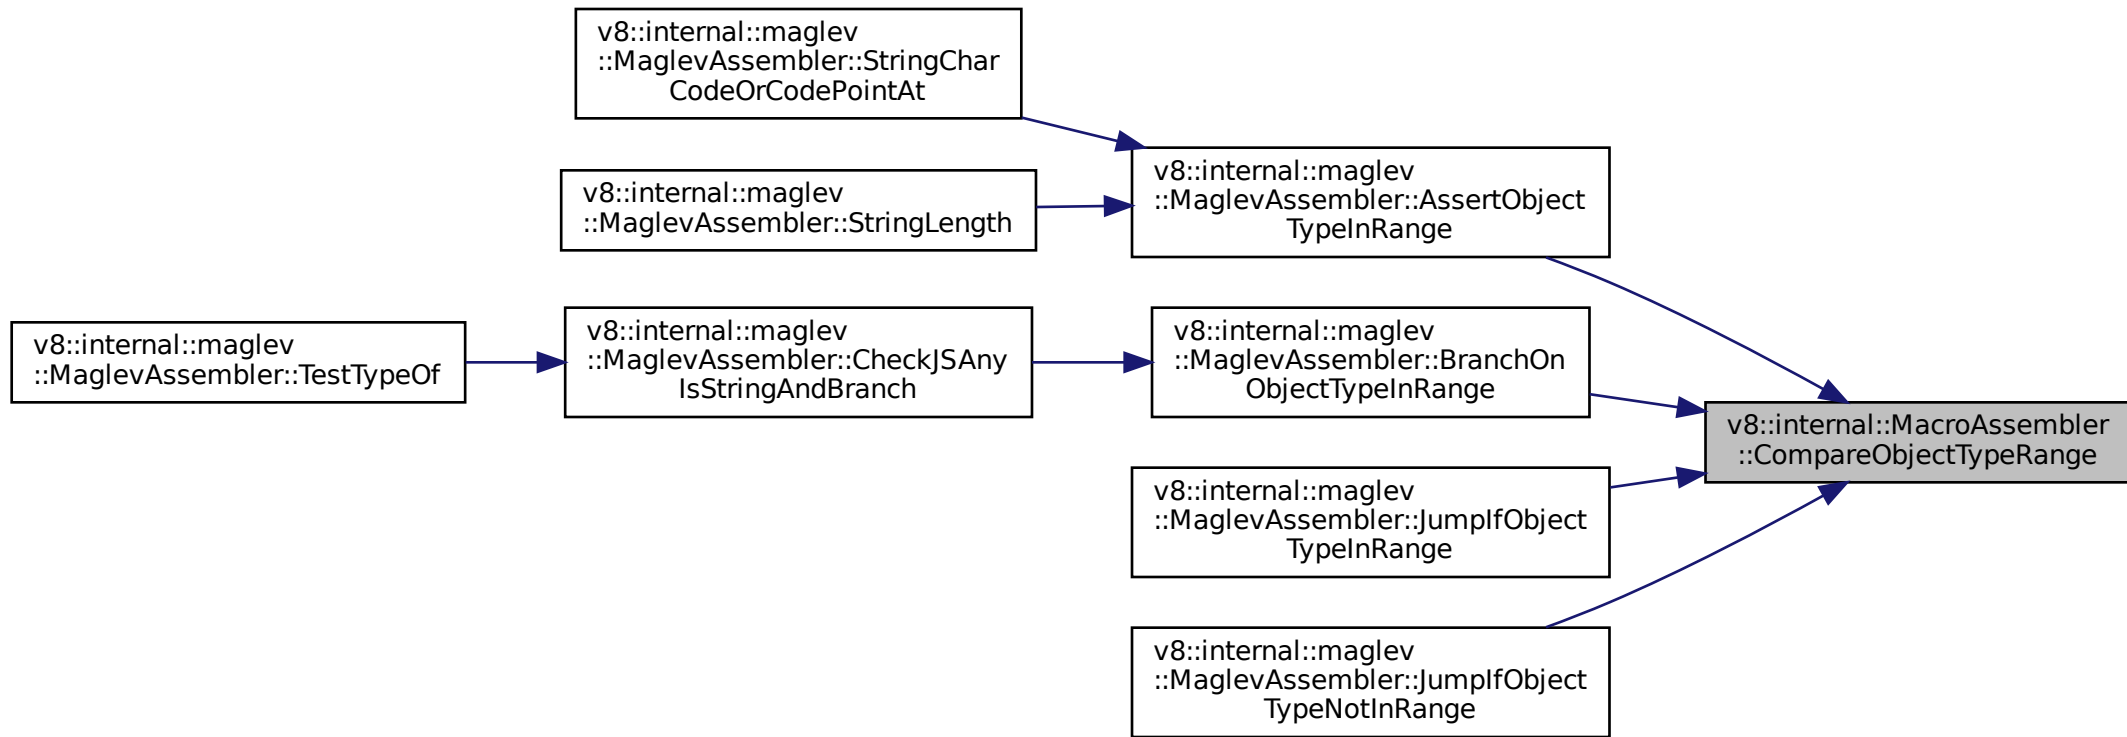 v8::internal::maglev
::MaglevAssembler::StringChar
CodeOrCodePointAt
v8::internal::maglev
::MaglevAssembler::StringLength
v8::internal::maglev
::MaglevAssembler::AssertObject
TypeInRange
v8::internal::maglev
::MaglevAssembler::TestTypeOf
v8::internal::maglev
::MaglevAssembler::CheckJSAny
IsStringAndBranch
v8::internal::maglev
::MaglevAssembler::BranchOn
ObjectTypeInRange
v8::internal::MacroAssembler
::CompareObjectTypeRange
v8::internal::maglev
::MaglevAssembler::JumpIfObject
TypeInRange
v8::internal::maglev
::MaglevAssembler::JumpIfObject
TypeNotInRange